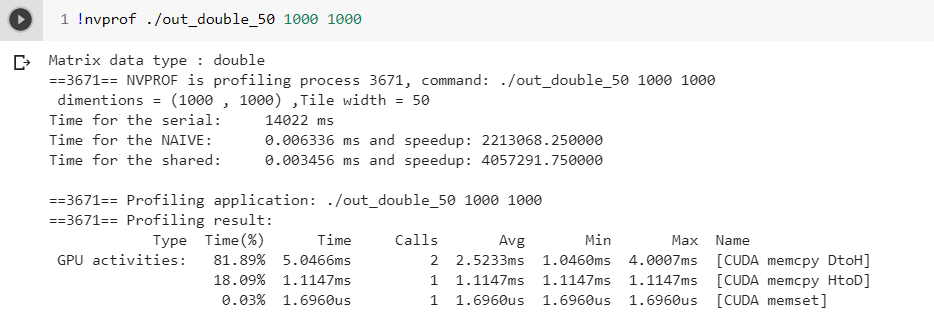 1 !nvprof ./out_double_50 1000 1000
Matrix data type : double
==3671== NVPROF is profiling process 3671, command: ./out_double_50 1000 1000
dimentions = (1000 , 1000) ,Tile width = 50
Time for the serial: 14022 ms
Time for the NAIVE: 0.006336 ms and speedup: 2213068.250000
Time for the shared: 0.003456 ms and speedup: 4057291.750000
==3671== Profiling application: ./out_double_50 1000 1000
==3671== Profiling result:
Type Time(%) Time Calls Avg Min Max Name
GPU activities: 81.89% 5.0466ms 2 2.5233ms 1.0460ms 4.0007ms [CUDA memcpy DtoH]
18.09% 1.1147ms 1 1.1147ms 1.1147ms 1.1147ms [CUDA memcpy HtoD]
0.03% 1.6960us 1 1.6960us 1.6960us 1.6960us [CUDA memset]